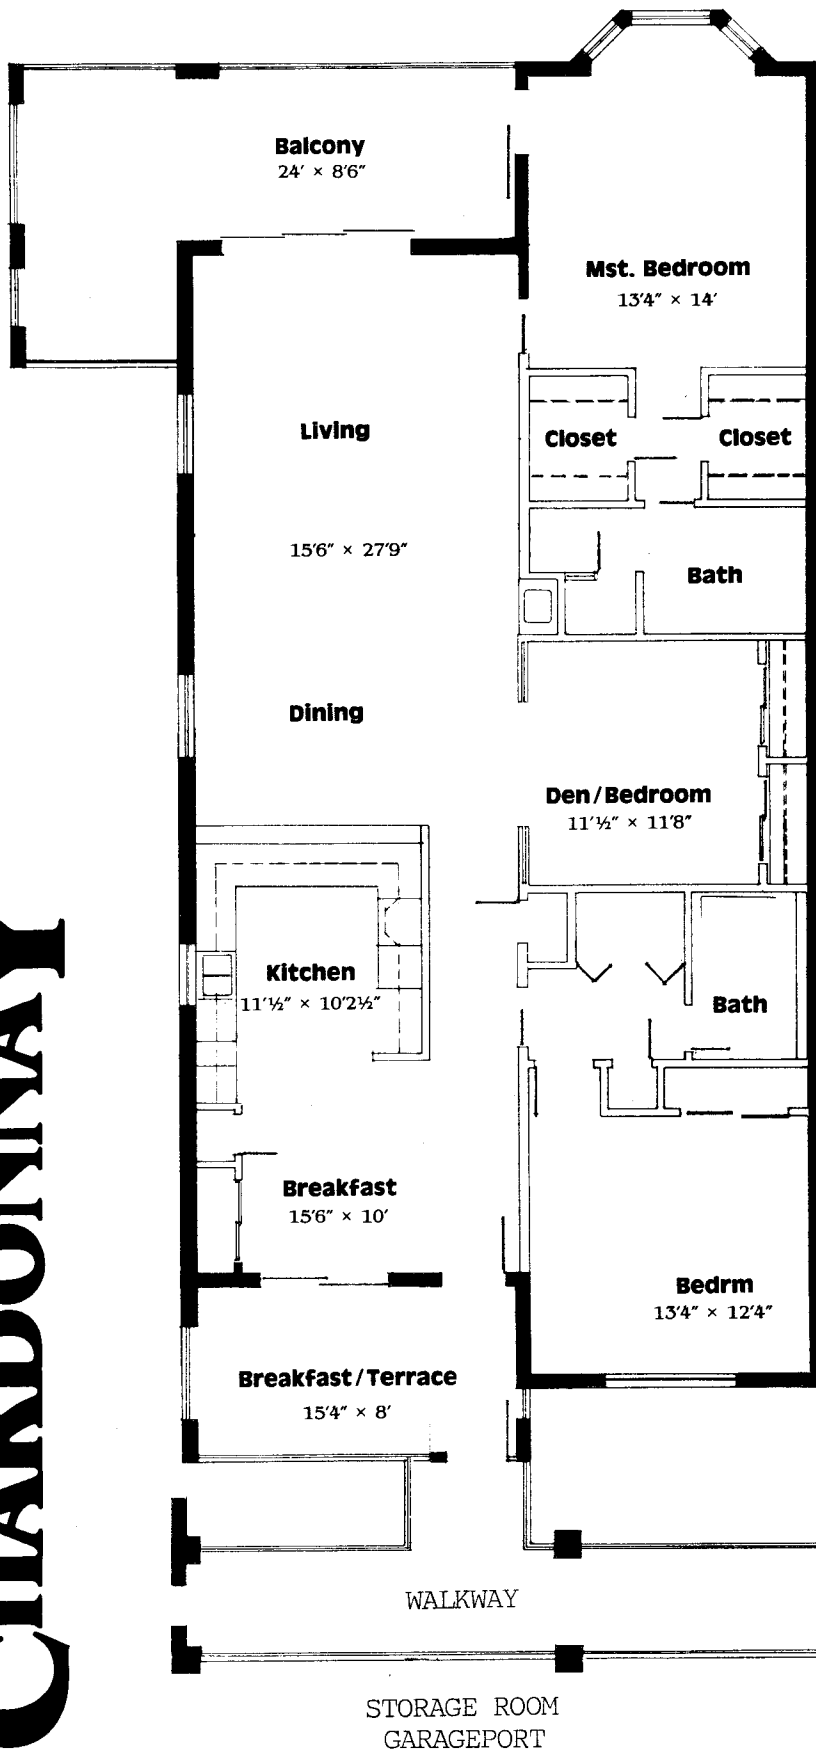 CHARDONNAY
Balcony
24' × 8'6"
Mst. Bedroom
13'4" × 14'
Closet
Closet
Living
15'6" × 27'9"
Bath
Dining
Den/Bedroom
11'½" × 11'8"
Kitchen
11'½" × 10'2½"
Bath
Breakfast
15'6" × 10'
Bedrm
13'4" × 12'4"
Breakfast/Terrace
15'4" × 8'
WALKWAY
STORAGE ROOM
GARAGEPORT